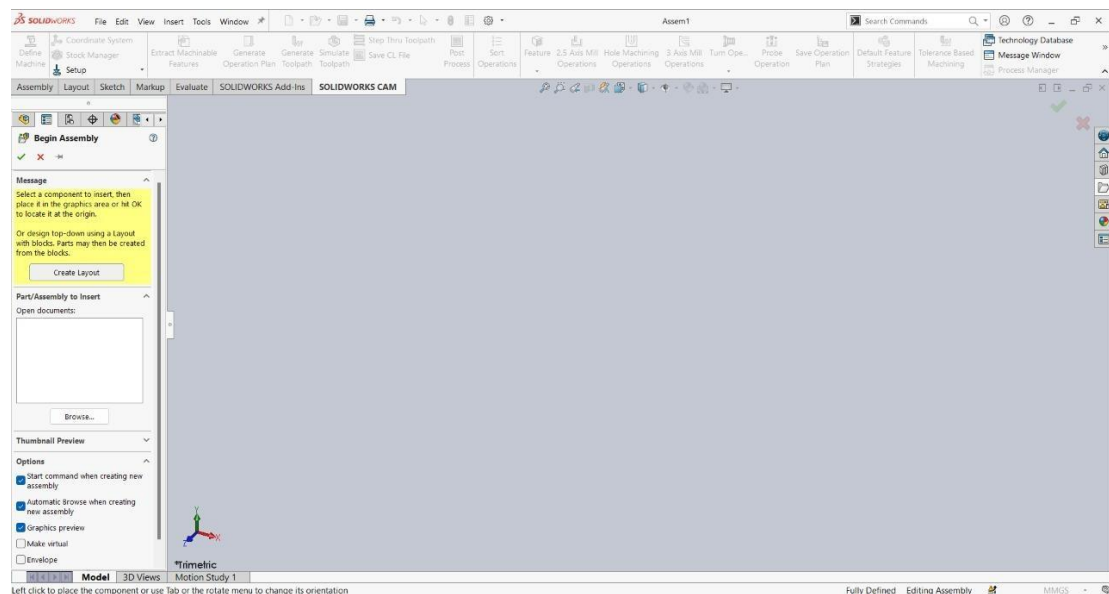 SOLIDWORKS File Edit View Insert Tools Window Assem1 Search Commands
Define Machine
Coordinate System
Stock Manager
Setup
Extract Machinable Features
Generate Operation Plan
Generate Toolpath
Simulate Toolpath
Step Thru Toolpath
Save CL File
Post Process
Sort Operations
Feature
2.5 Axis Mill Operations
Hole Machining Operations
3 Axis Mill Operations
Turn Ope...
Probe Operation
Save Operation Plan
Default Feature Strategies
Tolerance Based Machining
Technology Database
Message Window
Process Manager
Assembly Layout Sketch Markup Evaluate SOLIDWORKS Add-Ins SOLIDWORKS CAM
Begin Assembly
Message
Select a component to insert, then
place it in the graphics area or hit OK
to locate it at the origin.
Or design top-down using a Layout
with blocks. Parts may then be created
from the blocks.
Create Layout
Part/Assembly to Insert
Open documents:
Browse...
Thumbnail Preview
Options
Start command when creating new
assembly
Automatic Browse when creating
new assembly
Graphics preview
Make virtual
Envelope
Y
X
Z
*Trimetric
Model 3D Views Motion Study 1
Left click to place the component or use Tab or the rotate menu to change its orientation
Fully Defined Editing Assembly MMGS